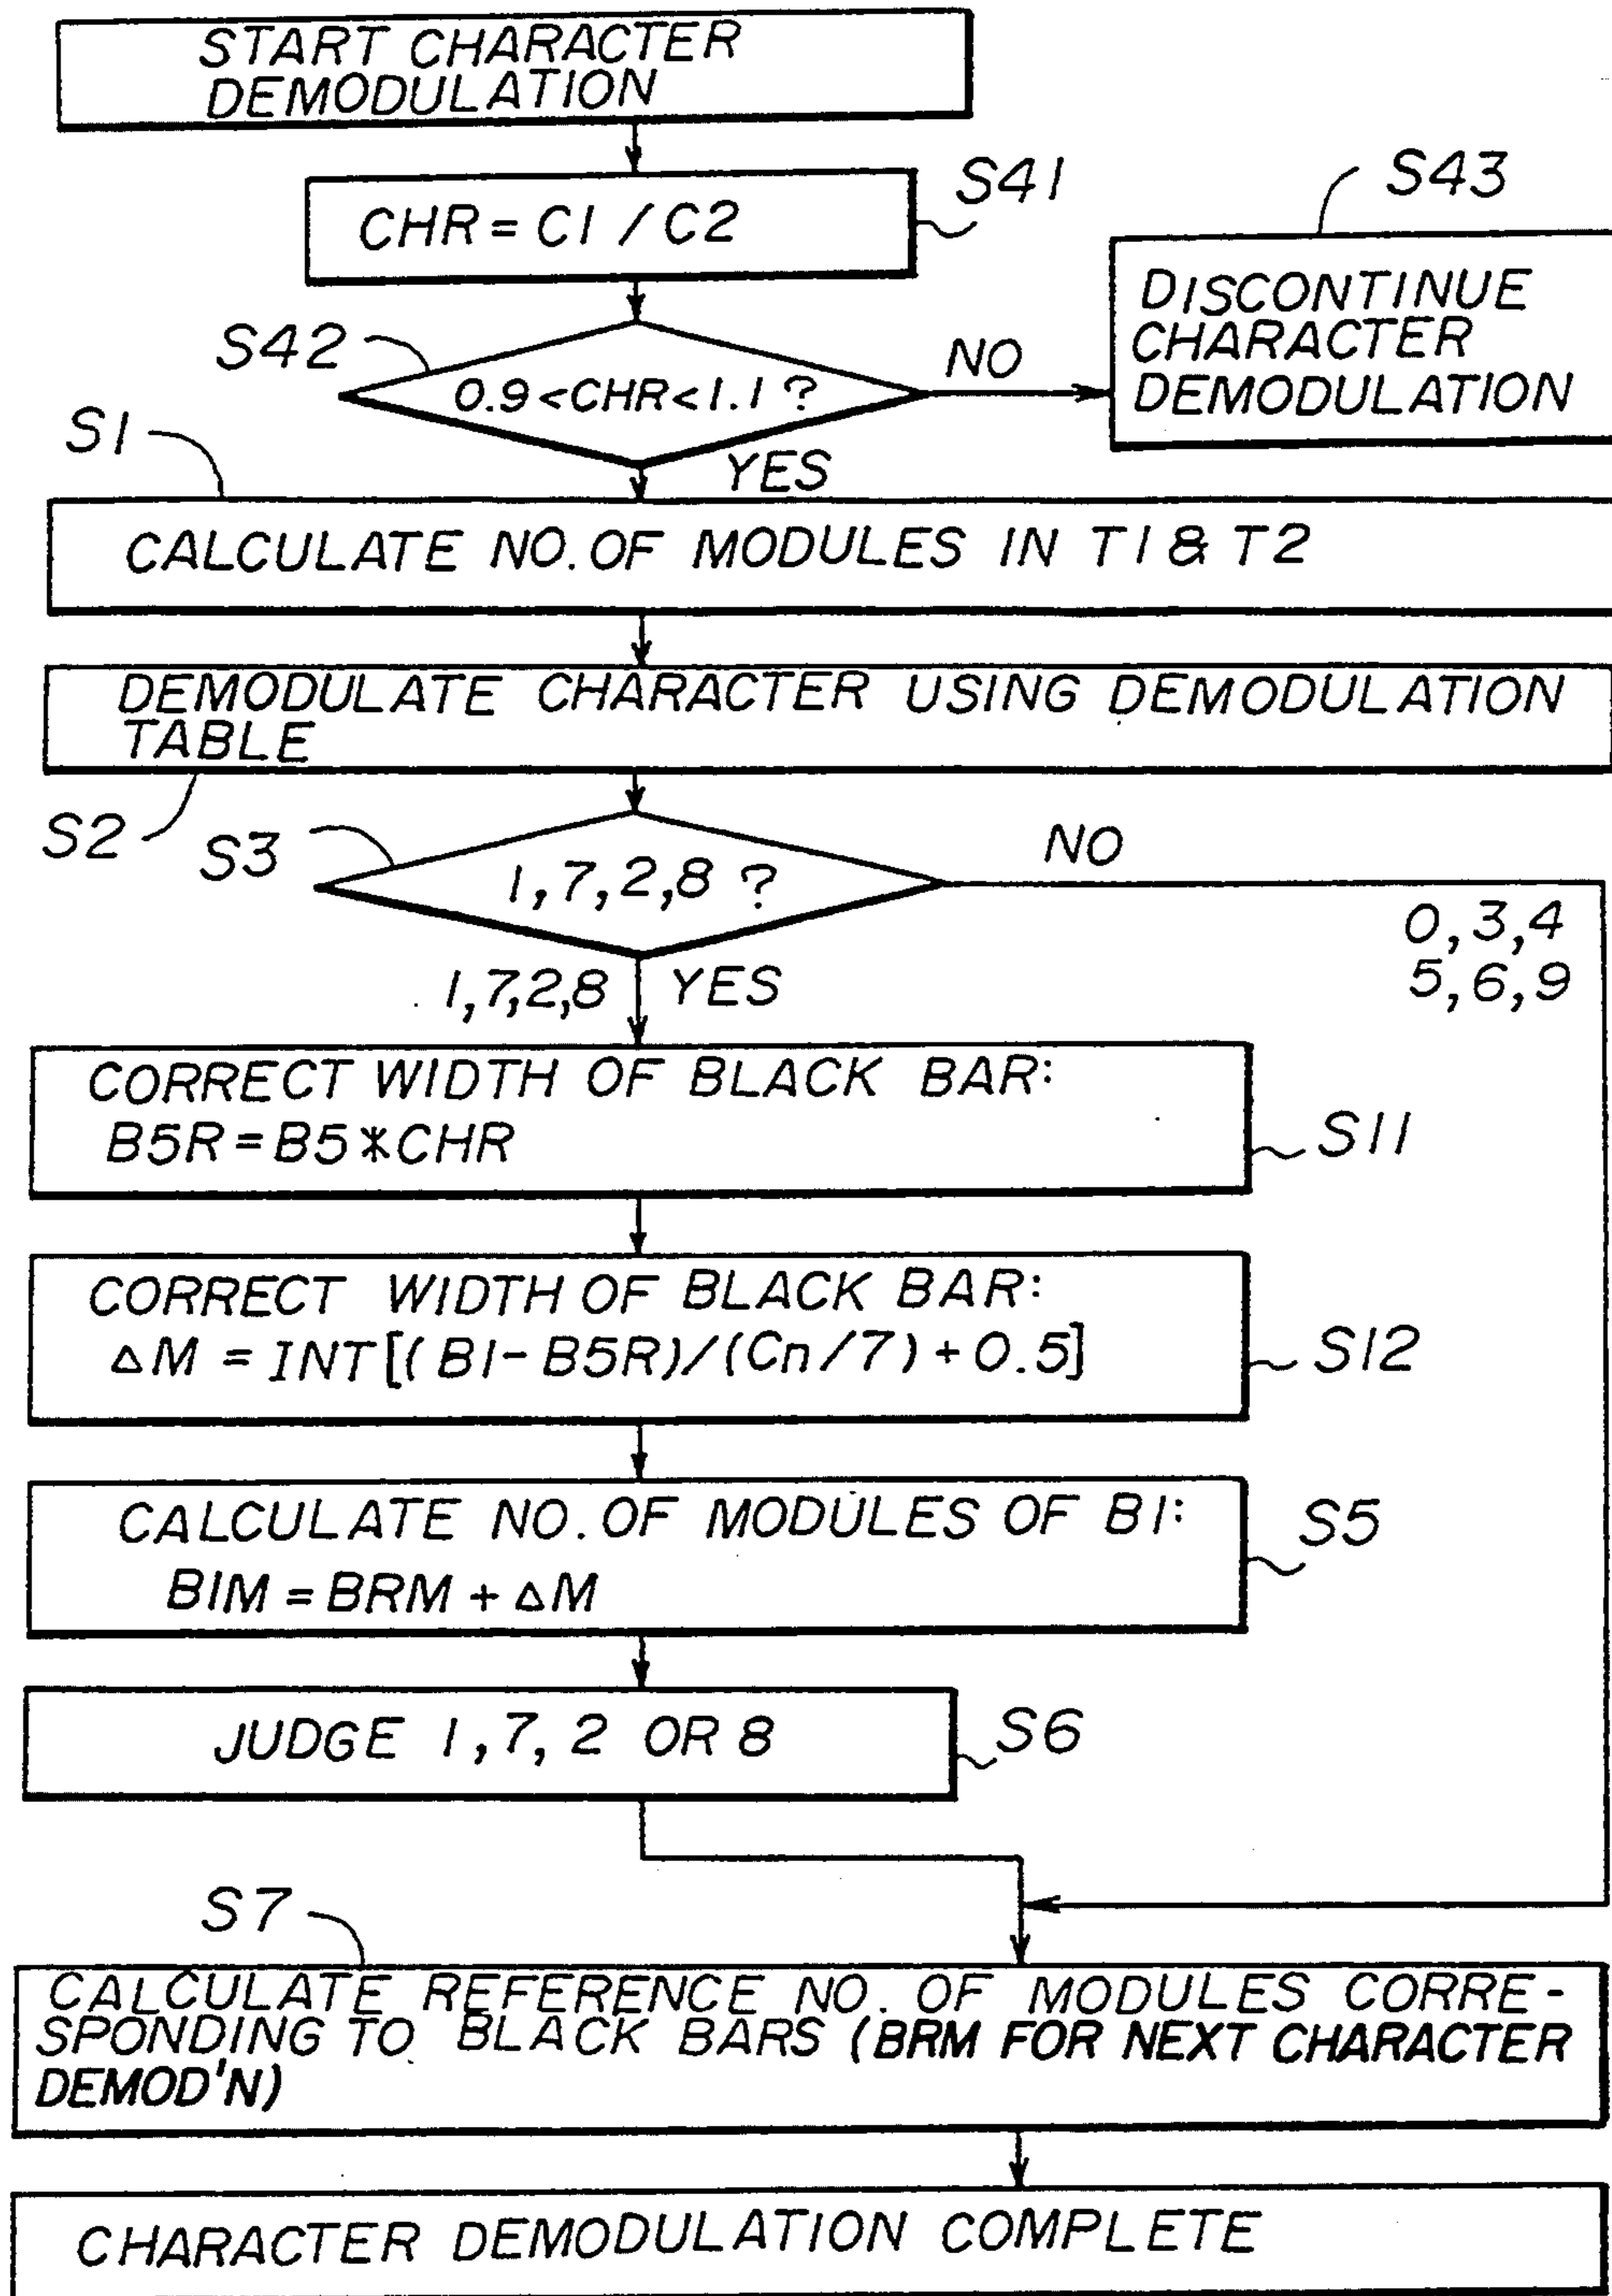 START CHARACTER
DEMODULATION
CHR = C1 / C2
S41
S43
DISCONTINUE
CHARACTER
DEMODULATION
S42
0.9 < CHR < 1.1 ?
NO
S1
YES
CALCULATE NO. OF MODULES IN T1 & T2
DEMODULATE CHARACTER USING DEMODULATION
TABLE
S2
S3
1, 7, 2, 8 ?
NO
0, 3, 4
5, 6, 9
1, 7, 2, 8
YES
CORRECT WIDTH OF BLACK BAR:
B5R = B5 * CHR
S11
CORRECT WIDTH OF BLACK BAR:
△M = INT [(B1 - B5R) / (Cn / 7) + 0.5]
S12
CALCULATE NO. OF MODULES OF B1:
B1M = BRM + △M
S5
JUDGE 1, 7, 2 OR 8
S6
S7
CALCULATE REFERENCE NO. OF MODULES CORRE-
SPONDING TO BLACK BARS (BRM FOR NEXT CHARACTER
DEMOD'N)
CHARACTER DEMODULATION COMPLETE